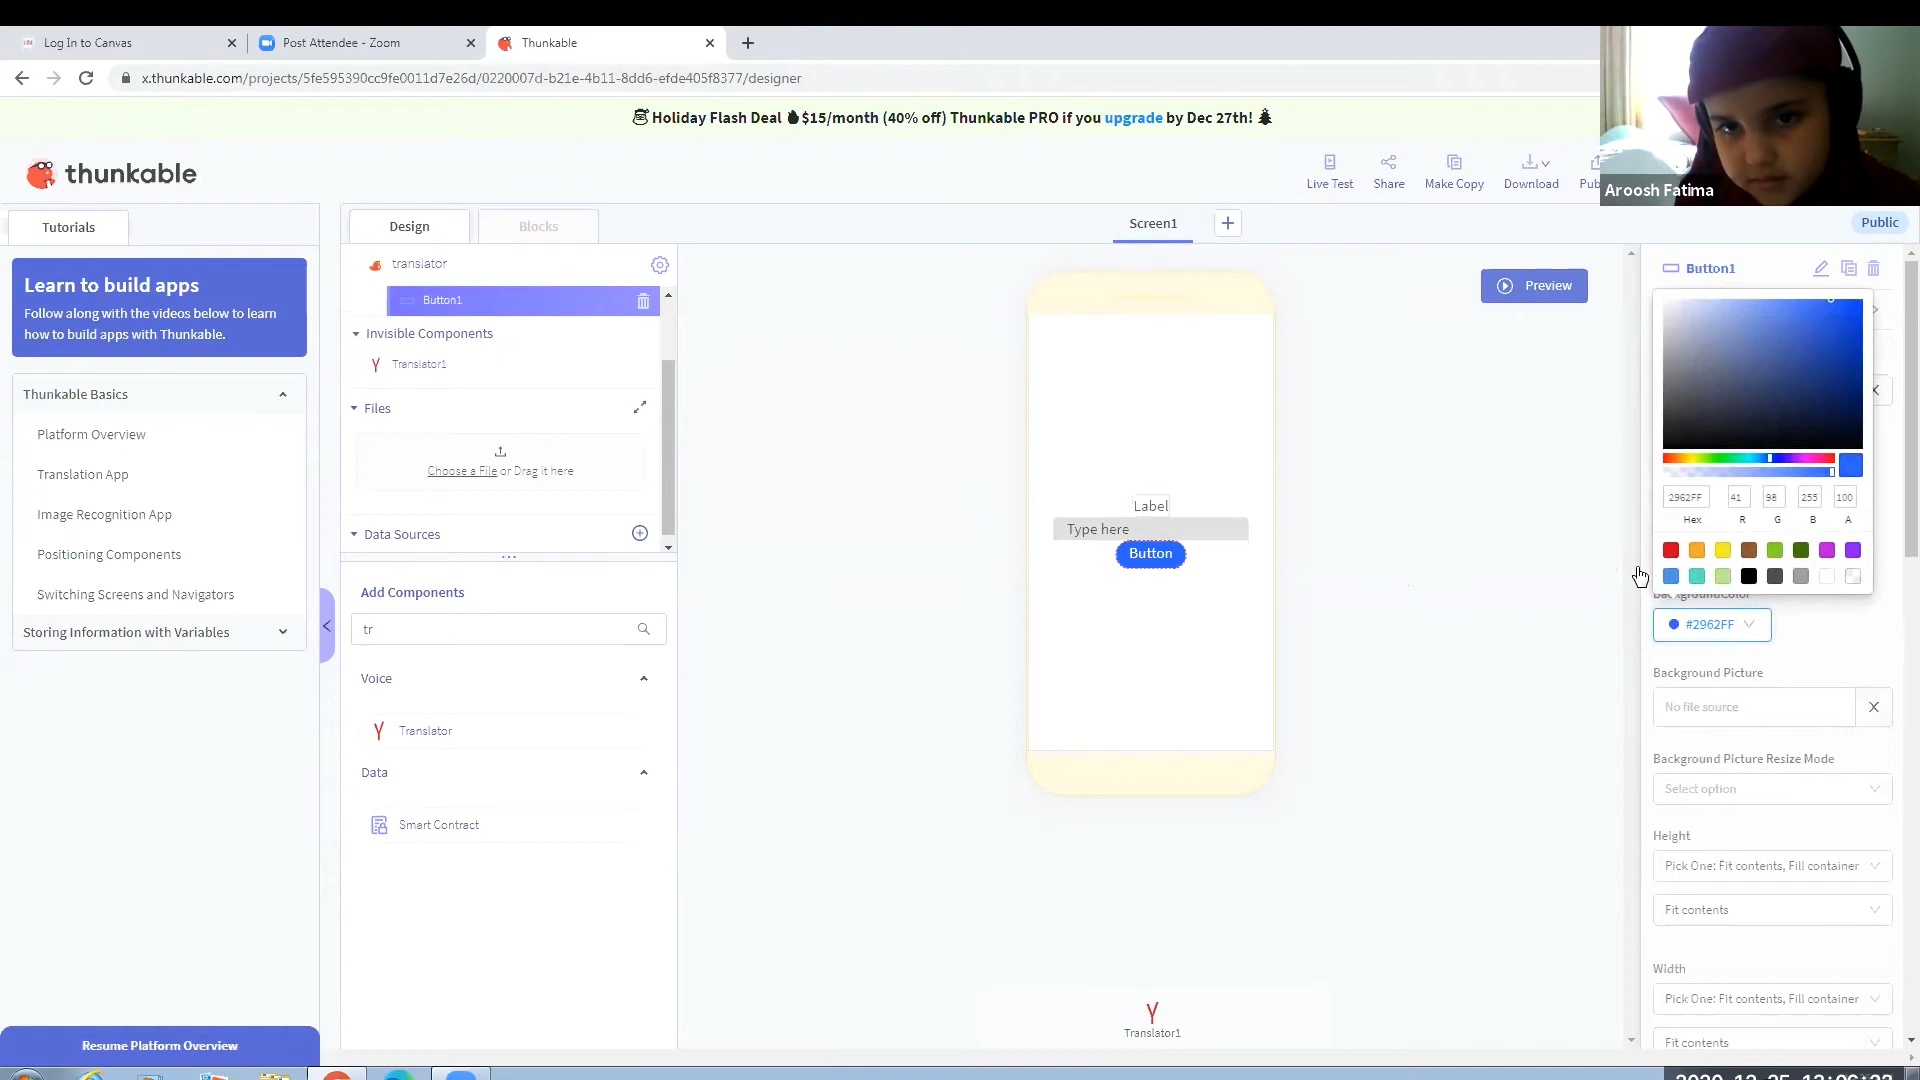 Log In to Canvas
Post Attendee - Zoom
Thunkable
x.thunkable.com/projects/5fe595390cc9fe0011d7e26d/0220007d-b21e-4b11-8dd6-efde405f8377/designer
Holiday Flash Deal $15/month (40% off) Thunkable PRO if you upgrade by Dec 27th!
thunkable
Live Test
Share
Make Copy
Download
Aroosh Fatima
Tutorials
Design
Blocks
Screen1
Public
Learn to build apps
Follow along with the videos below to learn
how to build apps with Thunkable.
Thunkable Basics
Platform Overview
Translation App
Image Recognition App
Positioning Components
Switching Screens and Navigators
Storing Information with Variables
Resume Platform Overview
translator
Button1
Invisible Components
Translator1
Files
Choose a File or Drag it here
Data Sources
Add Components
tr
Voice
Translator
Data
Smart Contract
Preview
Label
Type here
Button
Translator1
Button1
2962FF
41
98
255
100
Hex
R
G
B
A
BackgroundColor
#2962FF
Background Picture
No file source
Background Picture Resize Mode
Select option
Height
Pick One: Fit contents, Fill container
Fit contents
Width
Pick One: Fit contents, Fill container
Fit contents